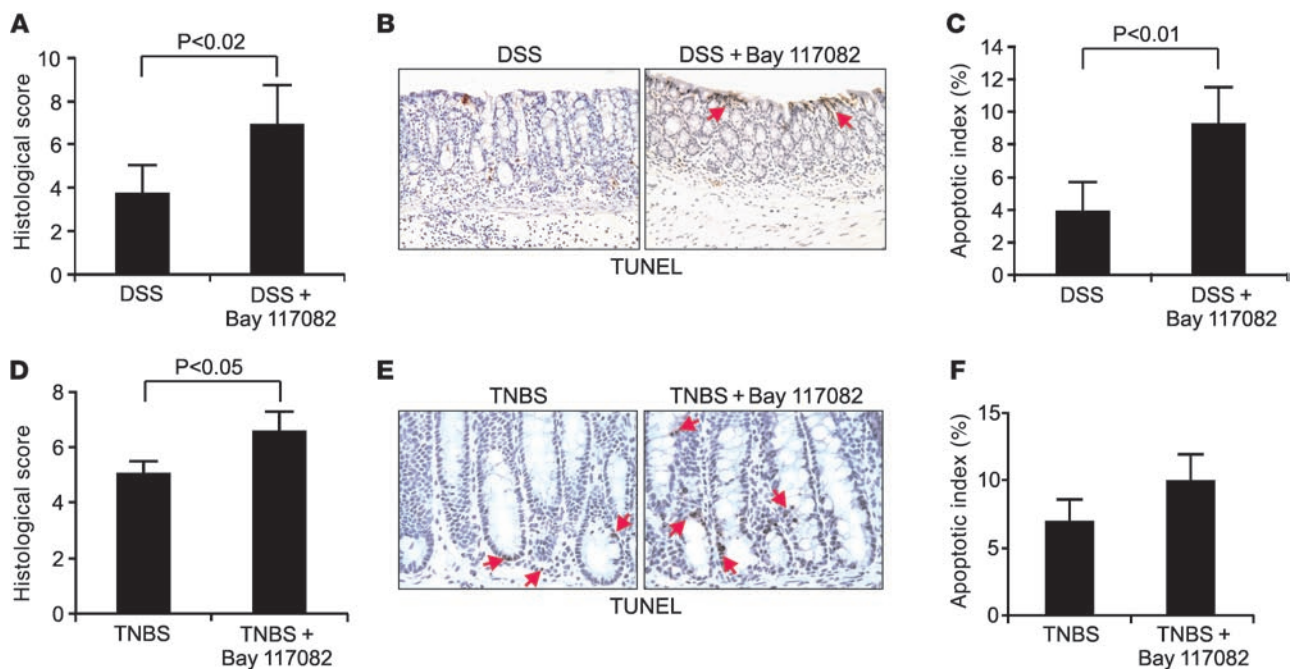 A
P<0.02
Histological score
10
8
6
4
2
0
DSS
DSS +
Bay 117082
B
DSS
DSS + Bay 117082
TUNEL
C
P<0.01
Apoptotic index (%)
14
12
10
8
6
4
2
0
DSS
DSS +
Bay 117082
D
P<0.05
Histological score
8
6
4
2
0
TNBS
TNBS +
Bay 117082
E
TNBS
TNBS + Bay 117082
TUNEL
F
Apoptotic index (%)
15
10
5
0
TNBS
TNBS +
Bay 117082